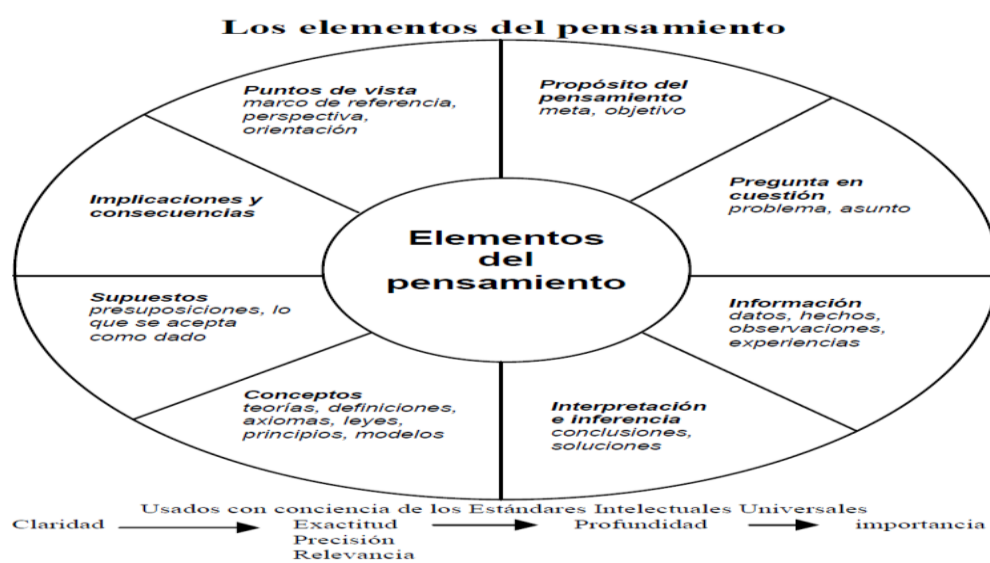 Los elementos del pensamiento
Propósito del
pensamiento
meta, objetivo
Pregunta en
cuestión
problema, asunto
Información
datos, hechos,
observaciones,
experiencias
Interpretación
e inferencia
conclusiones,
soluciones
Conceptos
teorías, definiciones,
axiomas, leyes,
principios, modelos
Supuestos
presuposiciones, lo
que se acepta
como dado
Implicaciones y
consecuencias
Puntos de vista
marco de referencia,
perspectiva,
orientación
Elementos
del
pensamiento
Usados con conciencia de los Estándares Intelectuales Universales
Claridad
Exactitud
Precisión
Relevancia
Profundidad
importancia